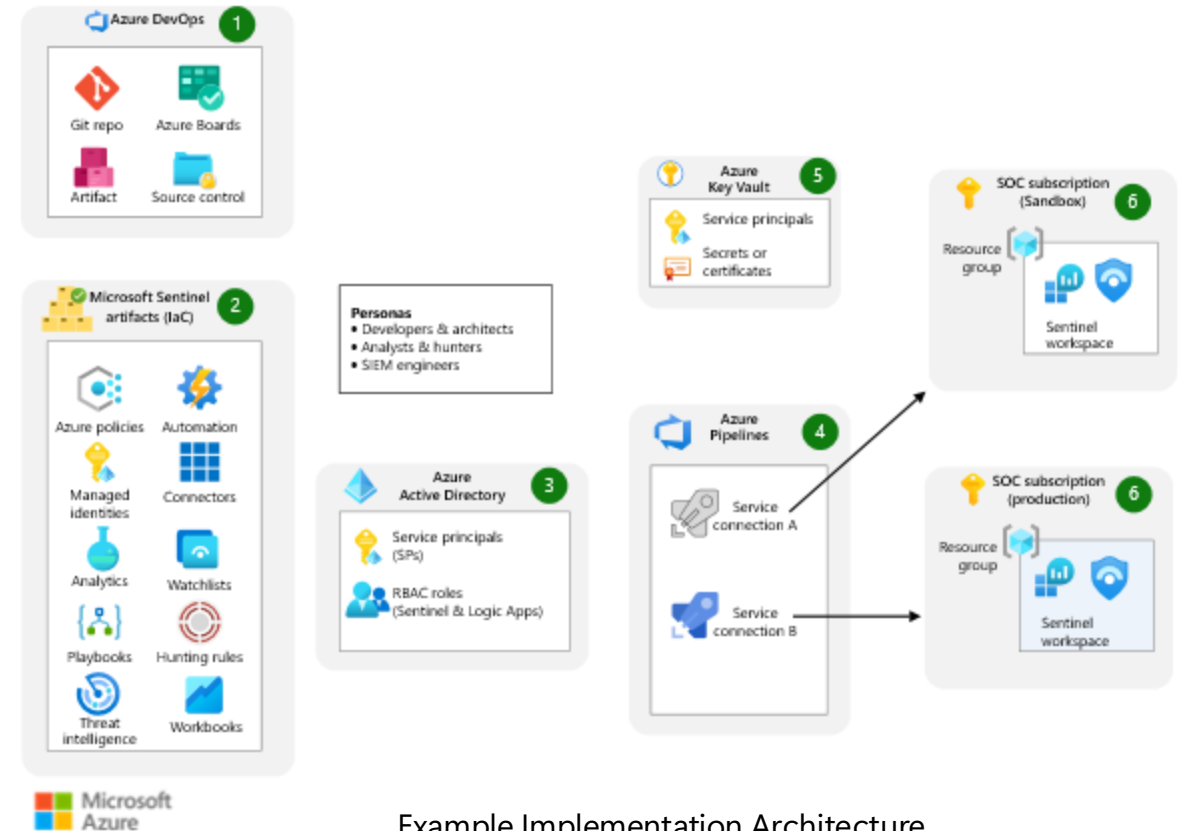 Azure DevOps
1
Git repo
Azure Boards
Artifact
Source control
Microsoft Sentinel
artifacts (IaC)
2
Azure policies
Automation
Managed
identities
Connectors
Analytics
Watchlists
Playbooks
Hunting rules
Threat
intelligence
Workbooks
Microsoft
Azure
Personas
• Developers & architects
• Analysts & hunters
• SIEM engineers
Azure
Active Directory
3
Service principals
(SPs)
RBAC roles
(Sentinel & Logic Apps)
Azure
Key Vault
5
Service principals
Secrets or
certificates
Azure
Pipelines
4
Service
connection A
Service
connection B
SOC subscription
(Sandbox)
6
Resource
group
Sentinel
workspace
SOC subscription
(production)
6
Resource
group
Sentinel
workspace
Example Implementation Architecture